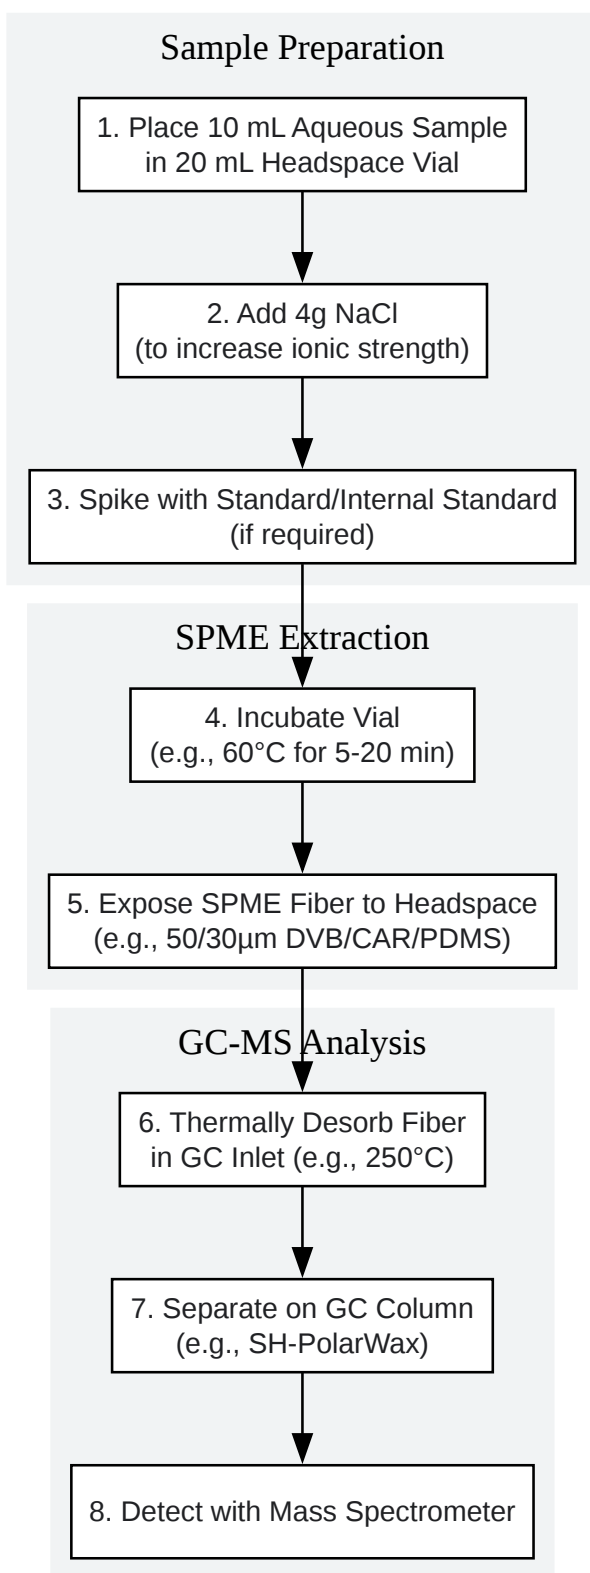 Sample Preparation
1. Place 10 mL Aqueous Sample
in 20 mL Headspace Vial
2. Add 4g NaCl
(to increase ionic strength)
3. Spike with Standard/Internal Standard
(if required)
SPME Extraction
4. Incubate Vial
(e.g., 60°C for 5-20 min)
5. Expose SPME Fiber to Headspace
(e.g., 50/30µm DVB/CAR/PDMS)
GC-MS Analysis
6. Thermally Desorb Fiber
in GC Inlet (e.g., 250°C)
7. Separate on GC Column
(e.g., SH-PolarWax)
8. Detect with Mass Spectrometer